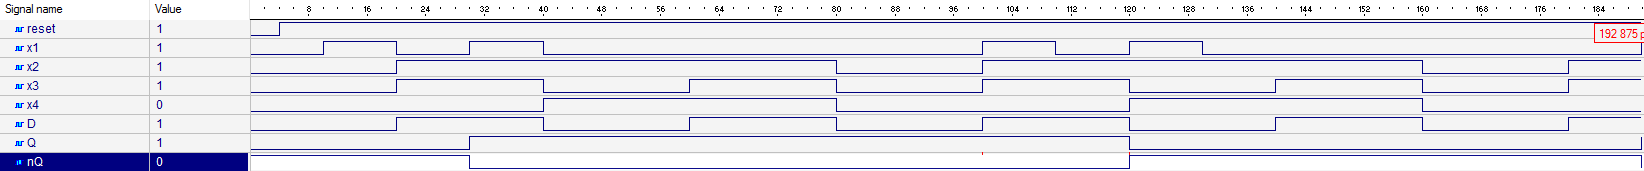 Signal name Value 8 16 24 32 40 48 56 64 72 80 88 96 104 112 120 128 136 144 152 160 168 176 184
reset 1
192 875 p
x1 1
x2 1
x3 1
x4 0
D 1
Q 1
nQ 0